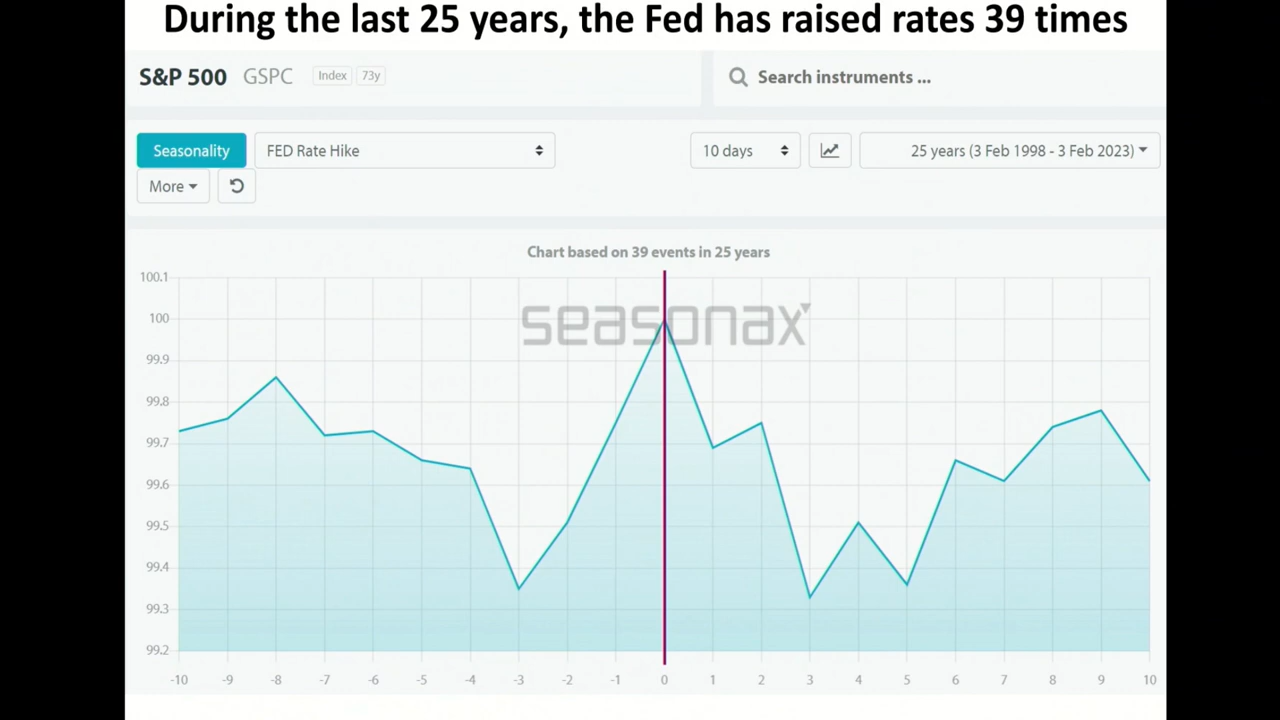 During the last 25 years, the Fed has raised rates 39 times
S&P 500 GSPC Index 73y Search instruments ...
Seasonality FED Rate Hike 10 days 25 years (3 Feb 1998 - 3 Feb 2023)
More
Chart based on 39 events in 25 years
seasonax
100.1
100
99.9
99.8
99.7
99.6
99.5
99.4
99.3
99.2
-10 -9 -8 -7 -6 -5 -4 -3 -2 -1 0 1 2 3 4 5 6 7 8 9 10